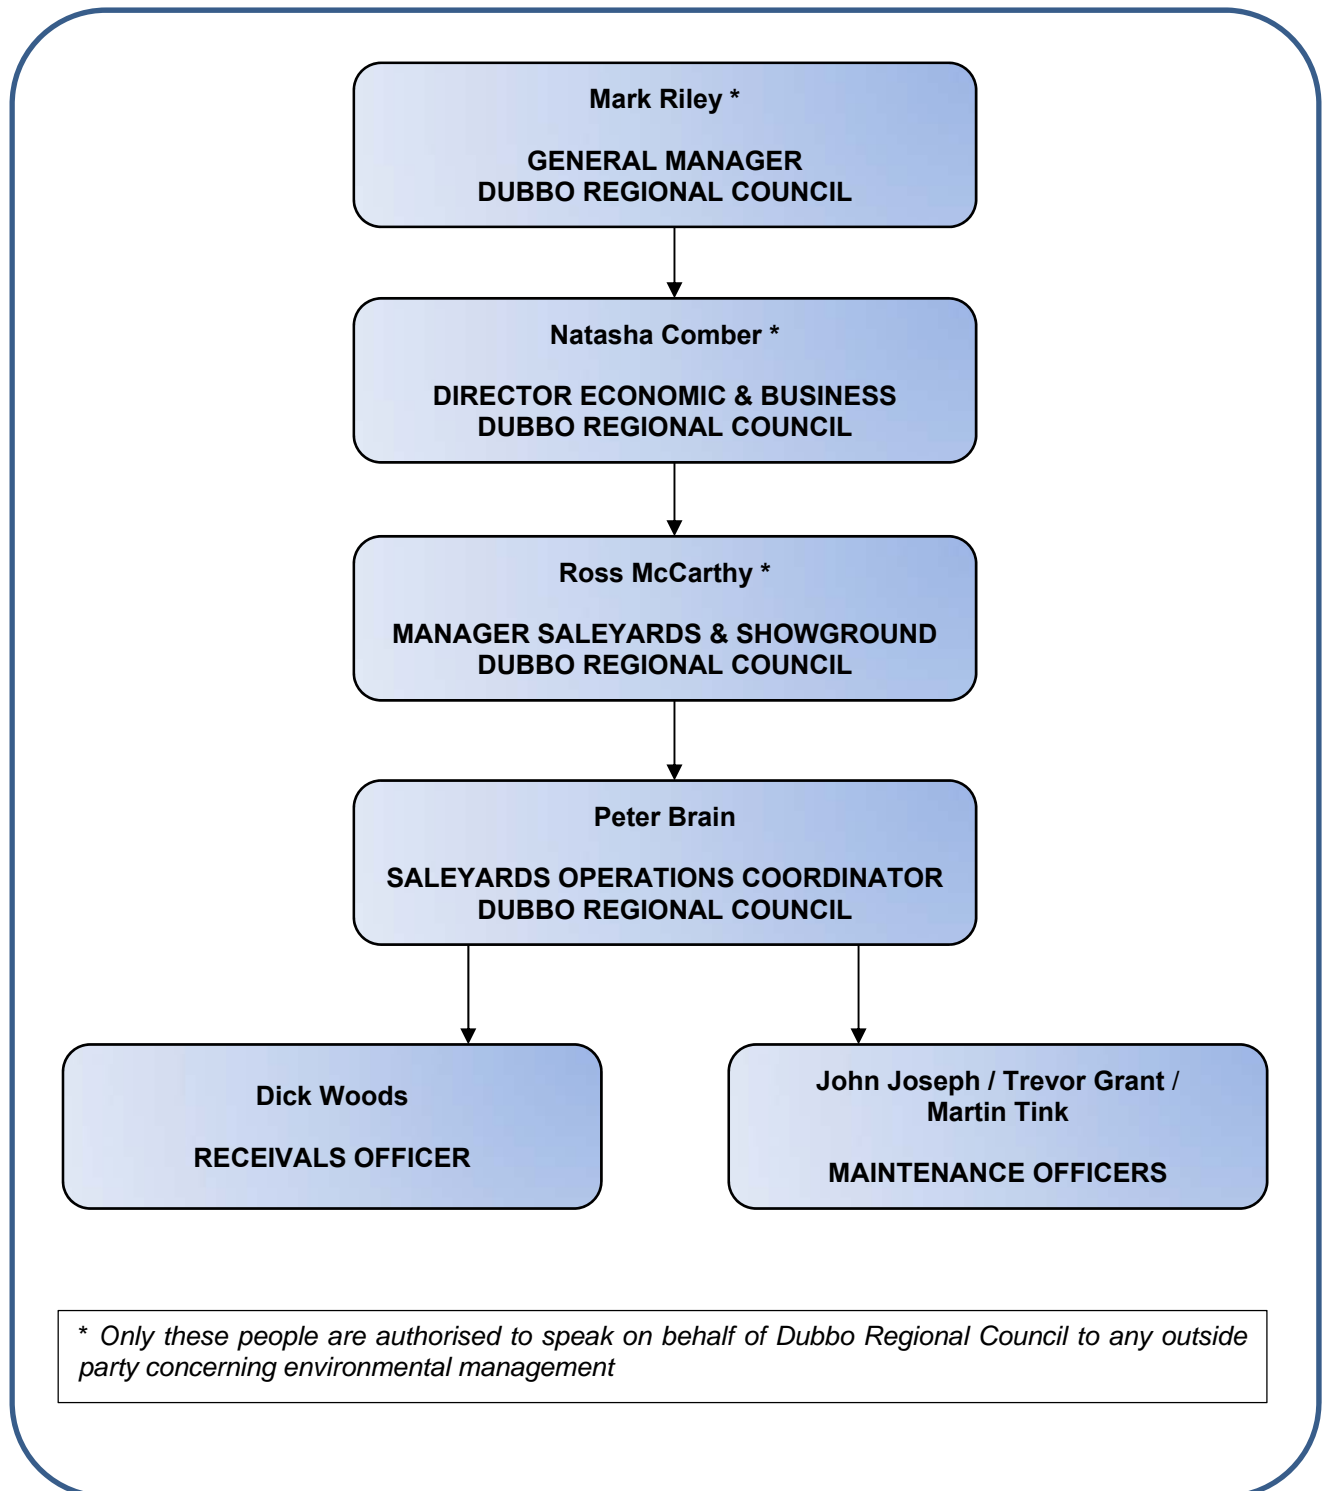 Mark Riley *
GENERAL MANAGER
DUBBO REGIONAL COUNCIL
Natasha Comber *
DIRECTOR ECONOMIC & BUSINESS
DUBBO REGIONAL COUNCIL
Ross McCarthy *
MANAGER SALEYARDS & SHOWGROUND
DUBBO REGIONAL COUNCIL
Peter Brain
SALEYARDS OPERATIONS COORDINATOR
DUBBO REGIONAL COUNCIL
Dick Woods
RECEIVALS OFFICER
John Joseph / Trevor Grant /
Martin Tink
MAINTENANCE OFFICERS
* Only these people are authorised to speak on behalf of Dubbo Regional Council to any outside
party concerning environmental management